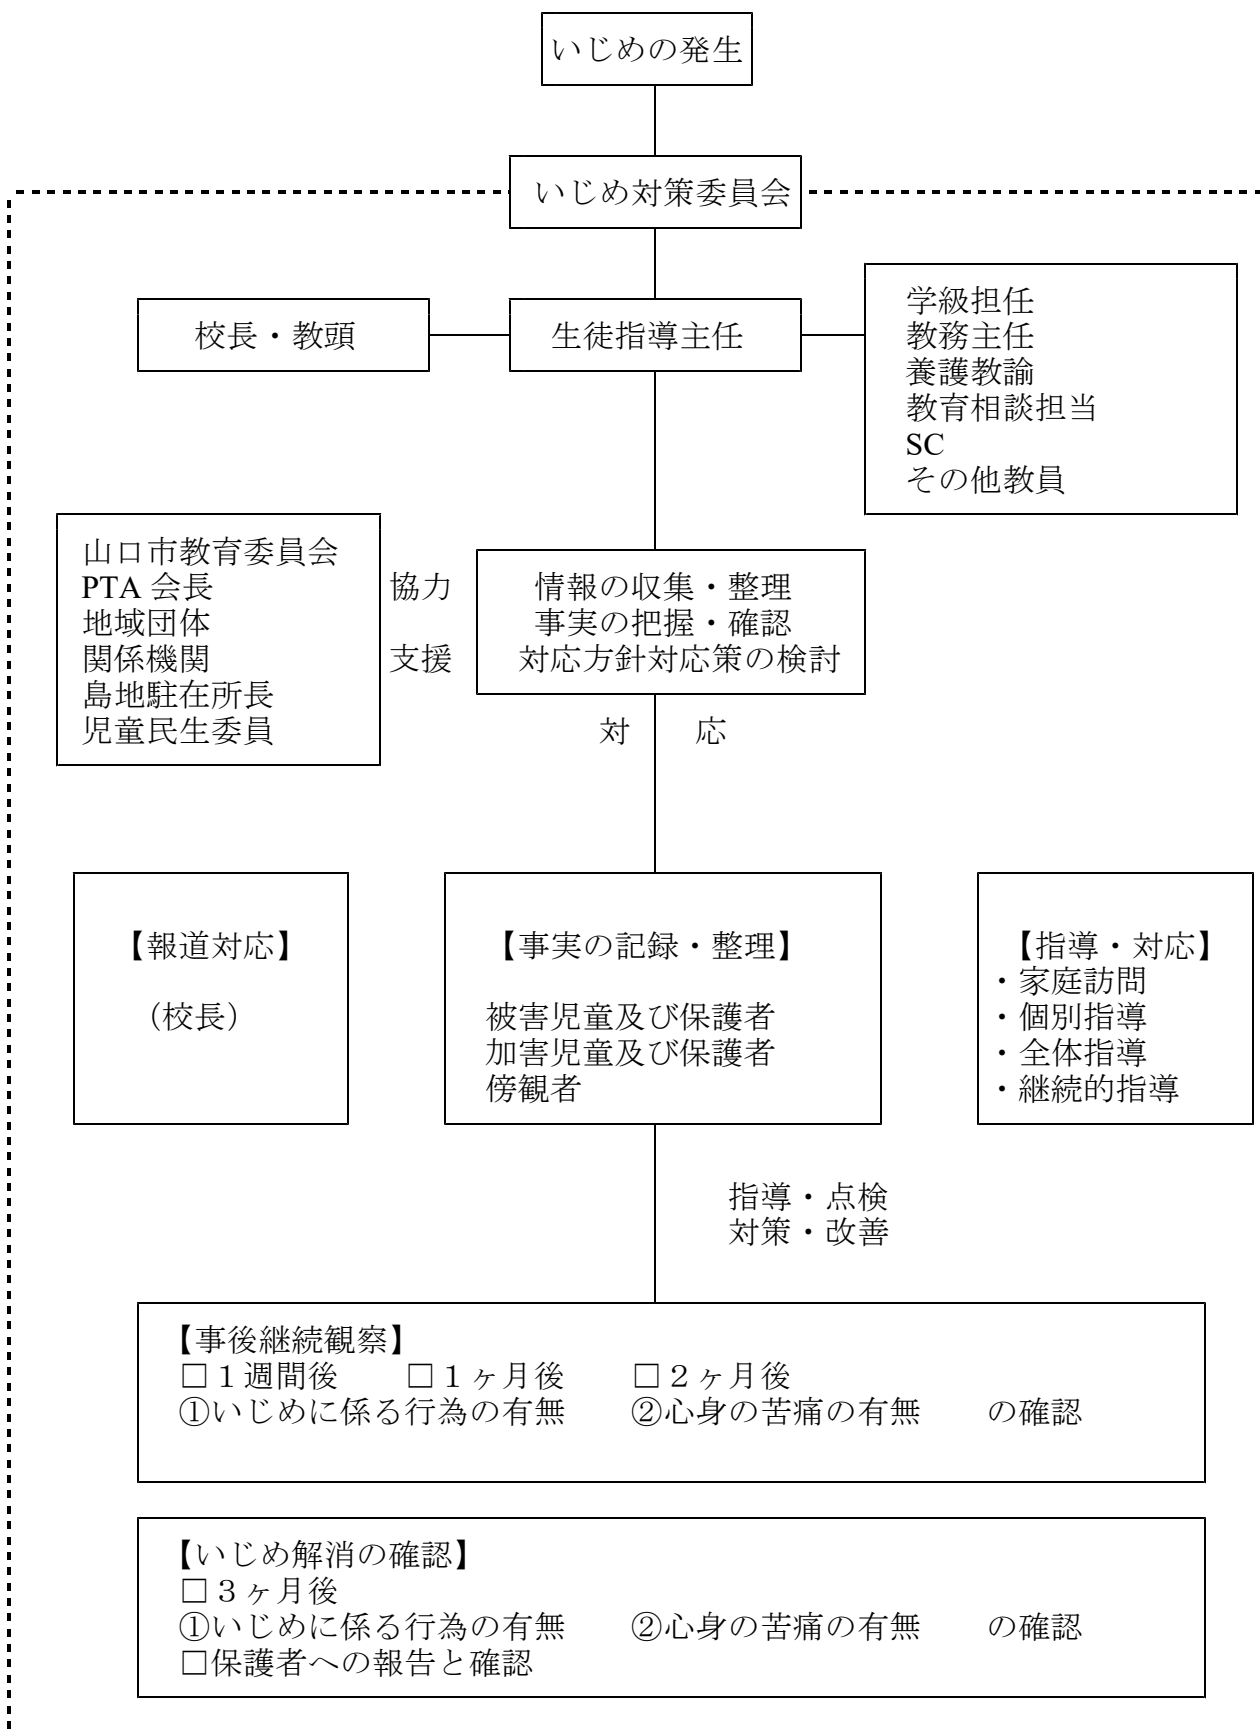 いじめの発生
いじめ対策委員会
校長・教頭
生徒指導主任
学級担任
教務主任
養護教諭
教育相談担当
SC
その他教員
山口市教育委員会
PTA 会長
地域団体
関係機関
島地駐在所長
児童民生委員
協力
支援
情報の収集・整理
事実の把握・確認
対応方針対応策の検討
対 応
【報道対応】
（校長）
【事実の記録・整理】
被害児童及び保護者
加害児童及び保護者
傍観者
【指導・対応】
・家庭訪問
・個別指導
・全体指導
・継続的指導
指導・点検
対策・改善
【事後継続観察】
□１週間後 □１ヶ月後 □２ヶ月後
①いじめに係る行為の有無 ②心身の苦痛の有無 の確認
【いじめ解消の確認】
□３ヶ月後
①いじめに係る行為の有無 ②心身の苦痛の有無 の確認
□保護者への報告と確認